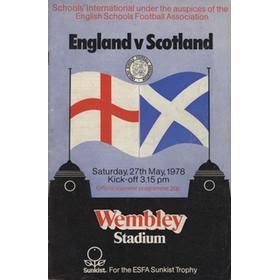 Schools' International under the auspices of the
English Schools Football Association
England v Scotland
Saturday, 27th May, 1978
Kick-off 3.15 pm
Official souvenir programme 20p
Wembley
Stadium
Sunkist. For the ESFA Sunkist Trophy